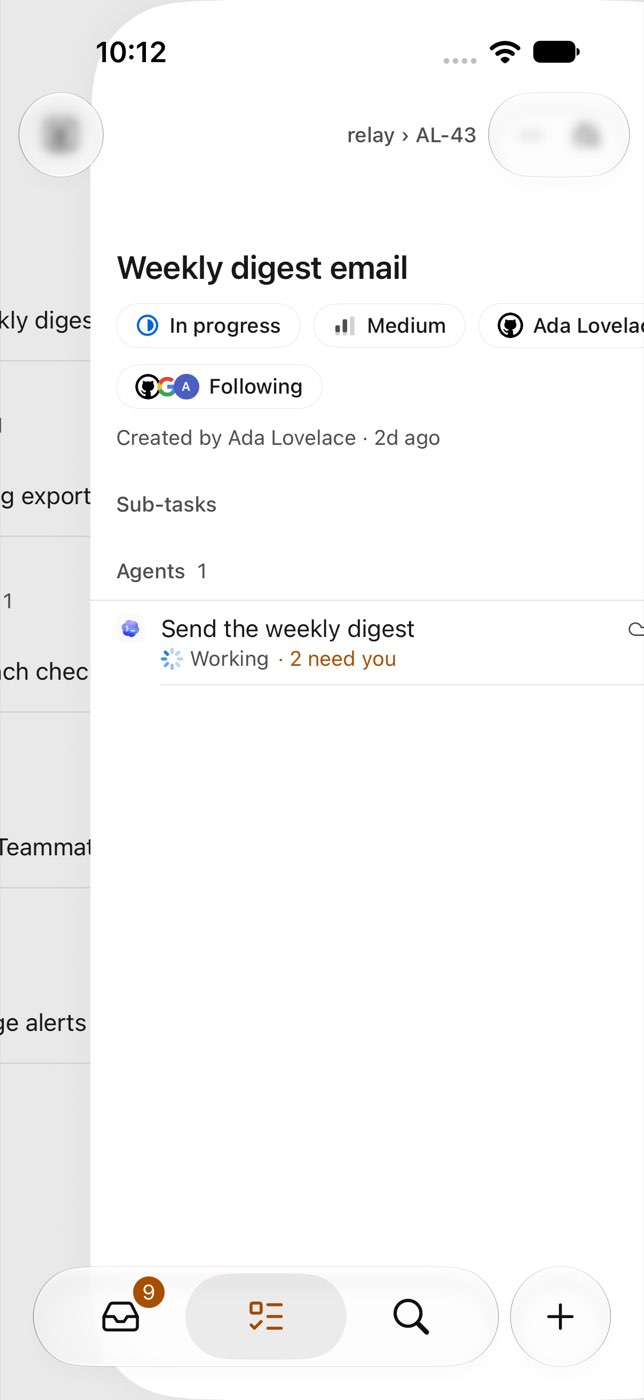 10:12
relay › AL-43
kly diges
Weekly digest email
In progress
Medium
Ada Lovelac
A
Following
Created by Ada Lovelace · 2d ago
g export
Sub-tasks
Agents 1
1
Send the weekly digest
Working · 2 need you
ch chec
Teammat
ge alerts
9